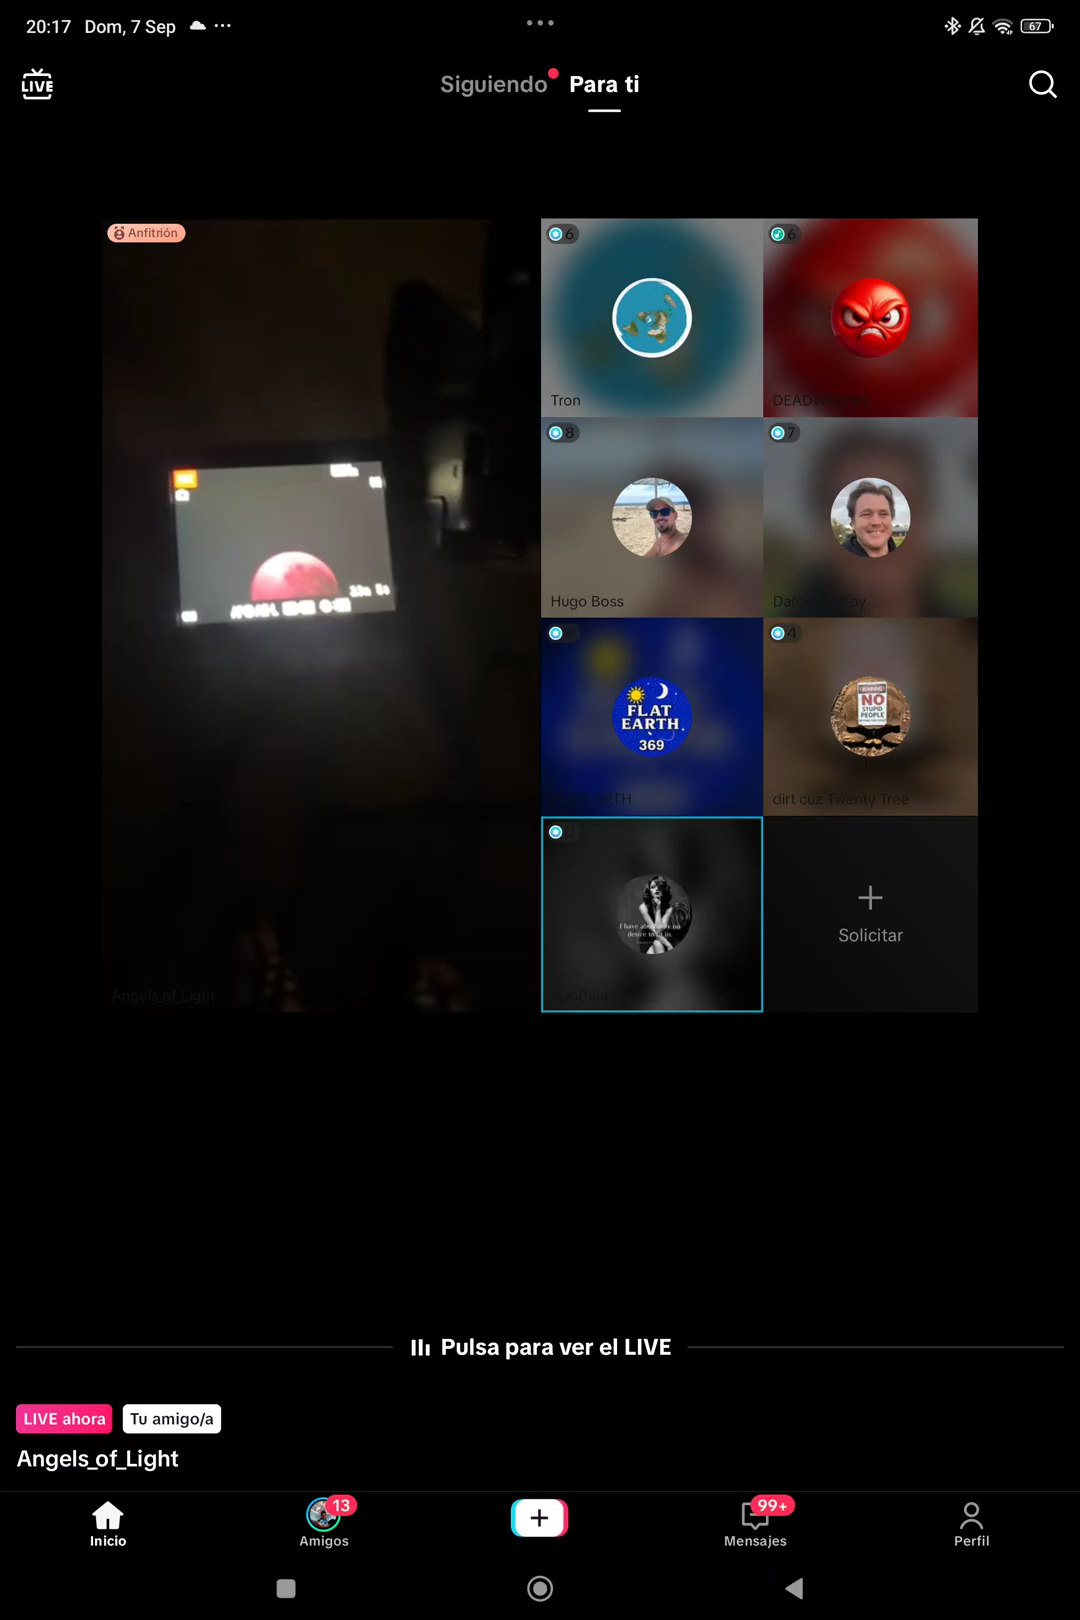 20:17 Dom, 7 Sep
67
LIVE
Siguiendo Para ti
Anfitrión
6
6
Tron
8
7
Hugo Boss
FLAT
EARTH
369
4
NO
STUPID
PEOPLE
dirt cuz Twenty Tree
Angels_of_Light
Solicitar
Pulsa para ver el LIVE
LIVE ahora Tu amigo/a
Angels_of_Light
Inicio
13
Amigos
99+
Mensajes
Perfil